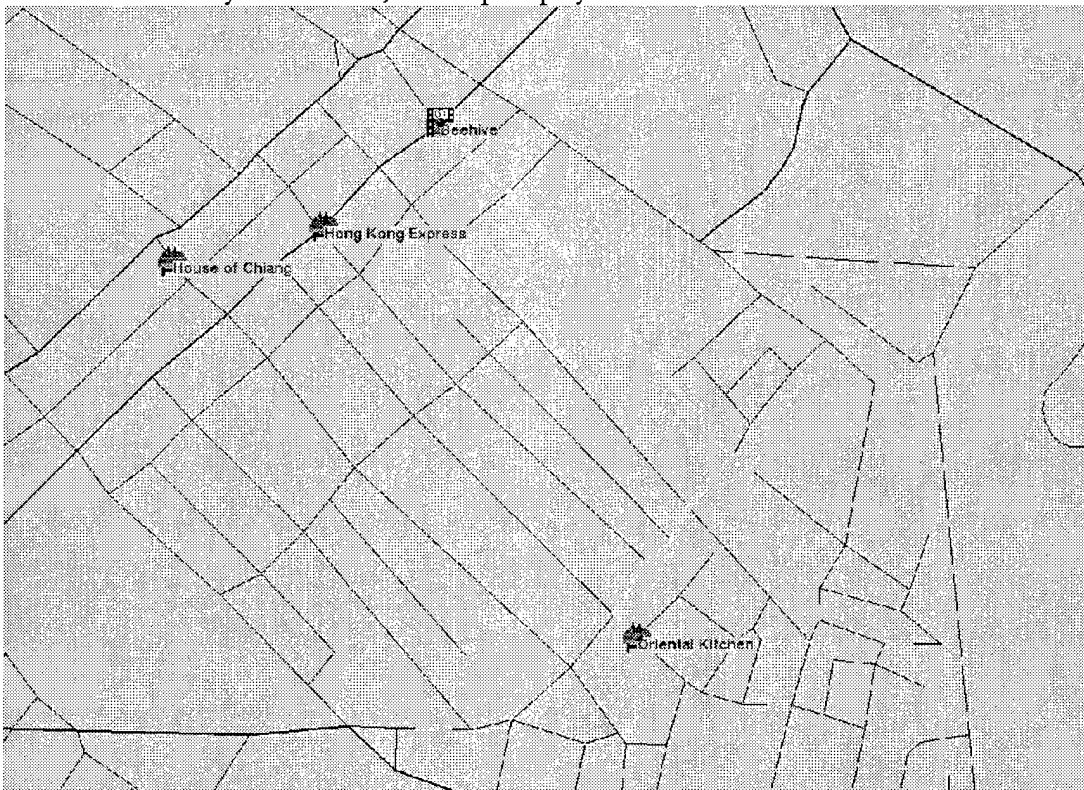 Beehive
Hong Kong Express
House of Chiang
Oriental Kitchen